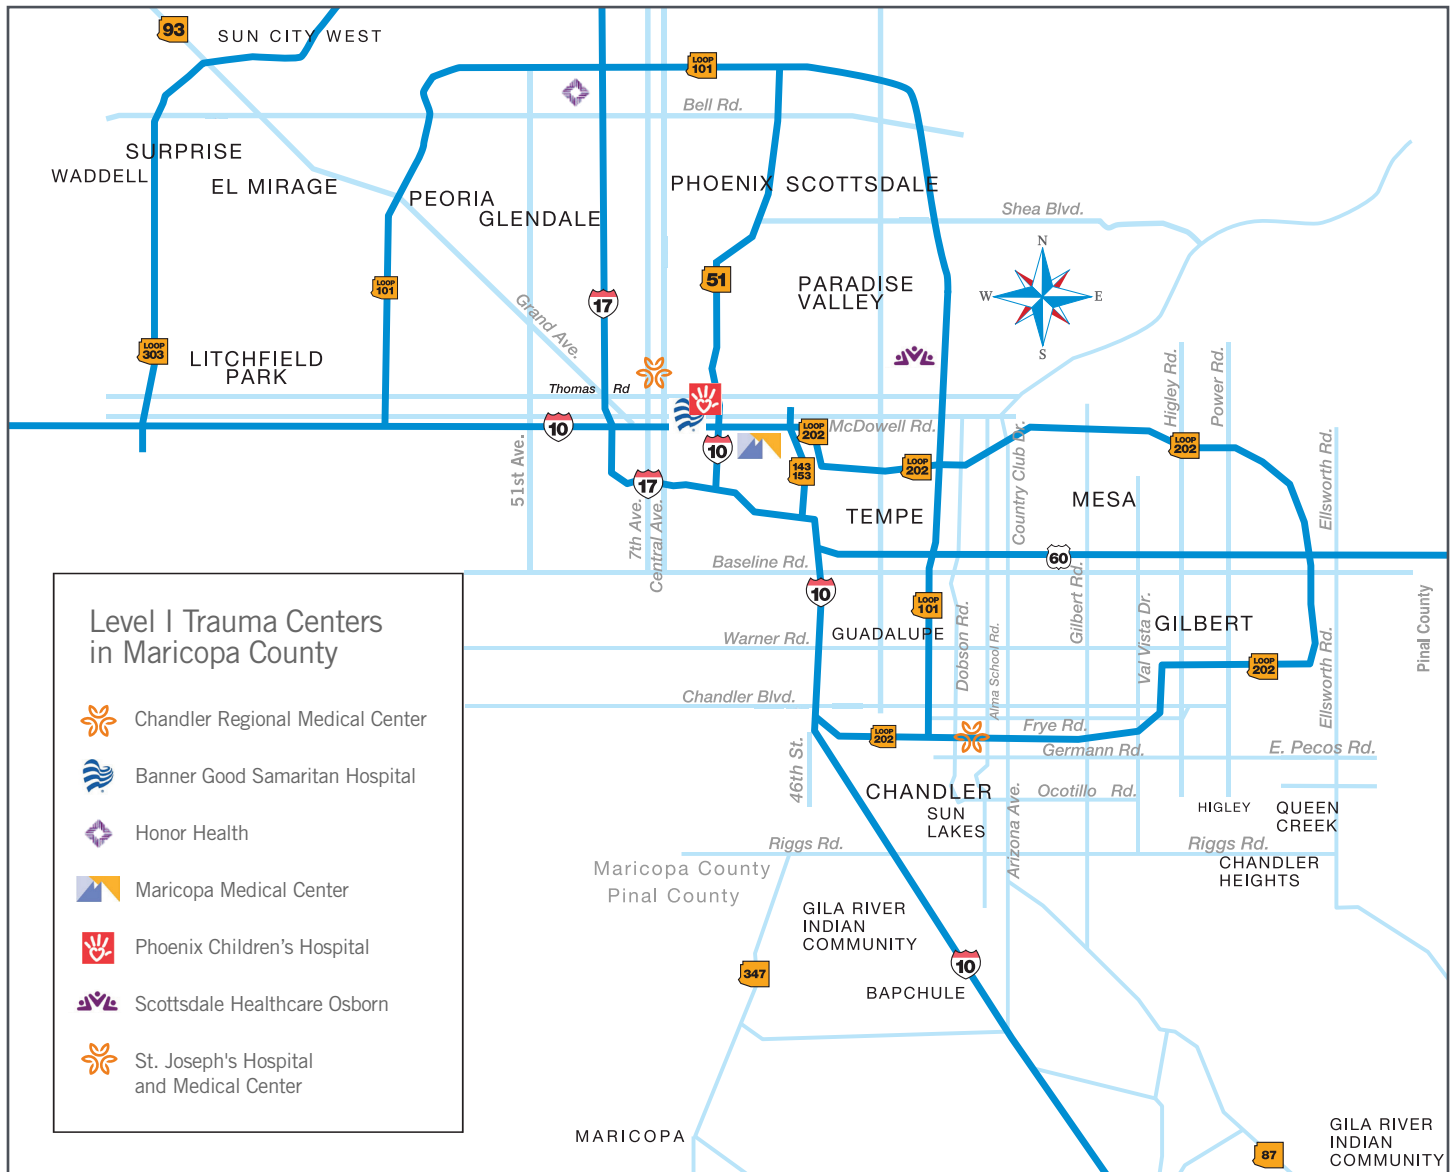 93
SUN CITY WEST
LOOP
101
Bell Rd.
SURPRISE
WADDELL
EL MIRAGE
PEORIA
GLENDALE
PHOENIX
SCOTTSDALE
Shea Blvd.
N
W
E
S
LOOP
101
51
17
PARADISE
VALLEY
Grand Ave.
LOOP
303
LITCHFIELD
PARK
Thomas Rd
Higley Rd.
Power Rd.
10
10
LOOP
202
McDowell Rd.
LOOP
202
LOOP
202
143
153
17
51st Ave.
7th Ave.
Central Ave.
TEMPE
Country Club Dr.
MESA
Ellsworth Rd.
60
Baseline Rd.
10
LOOP
101
Warner Rd.
GUADALUPE
Dobson Rd.
Alma School Rd.
Gilbert Rd.
Val Vista Dr.
GILBERT
LOOP
202
Ellsworth Rd.
Pinal County
Chandler Blvd.
Frye Rd.
LOOP
202
Germann Rd.
E. Pecos Rd.
46th St.
CHANDLER
SUN
LAKES
Ocotillo Rd.
Arizona Ave.
HIGLEY
QUEEN
CREEK
Riggs Rd.
Riggs Rd.
CHANDLER
HEIGHTS
Maricopa County
Pinal County
GILA RIVER
INDIAN
COMMUNITY
347
10
BAPCHULE
MARICOPA
87
GILA RIVER
INDIAN
COMMUNITY
Level I Trauma Centers
in Maricopa County
Chandler Regional Medical Center
Banner Good Samaritan Hospital
Honor Health
Maricopa Medical Center
Phoenix Children's Hospital
Scottsdale Healthcare Osborn
St. Joseph's Hospital
and Medical Center